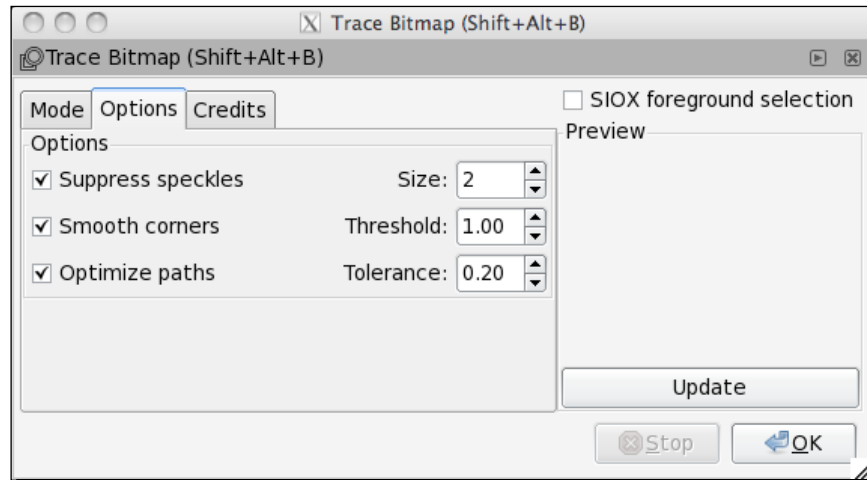 Trace Bitmap (Shift+Alt+B)
Trace Bitmap (Shift+Alt+B)
Mode Options Credits
SIOX foreground selection
Options
Preview
Suppress speckles Size: 2
Smooth corners Threshold: 1.00
Optimize paths Tolerance: 0.20
Update
Stop OK